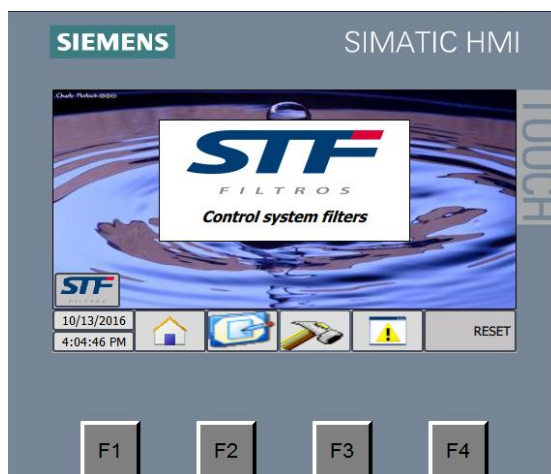 SIEMENS
SIMATIC HMI
TOUCH
STF
FILTROS
Control system filters
STF
10/13/2016
4:04:46 PM
RESET
F1
F2
F3
F4